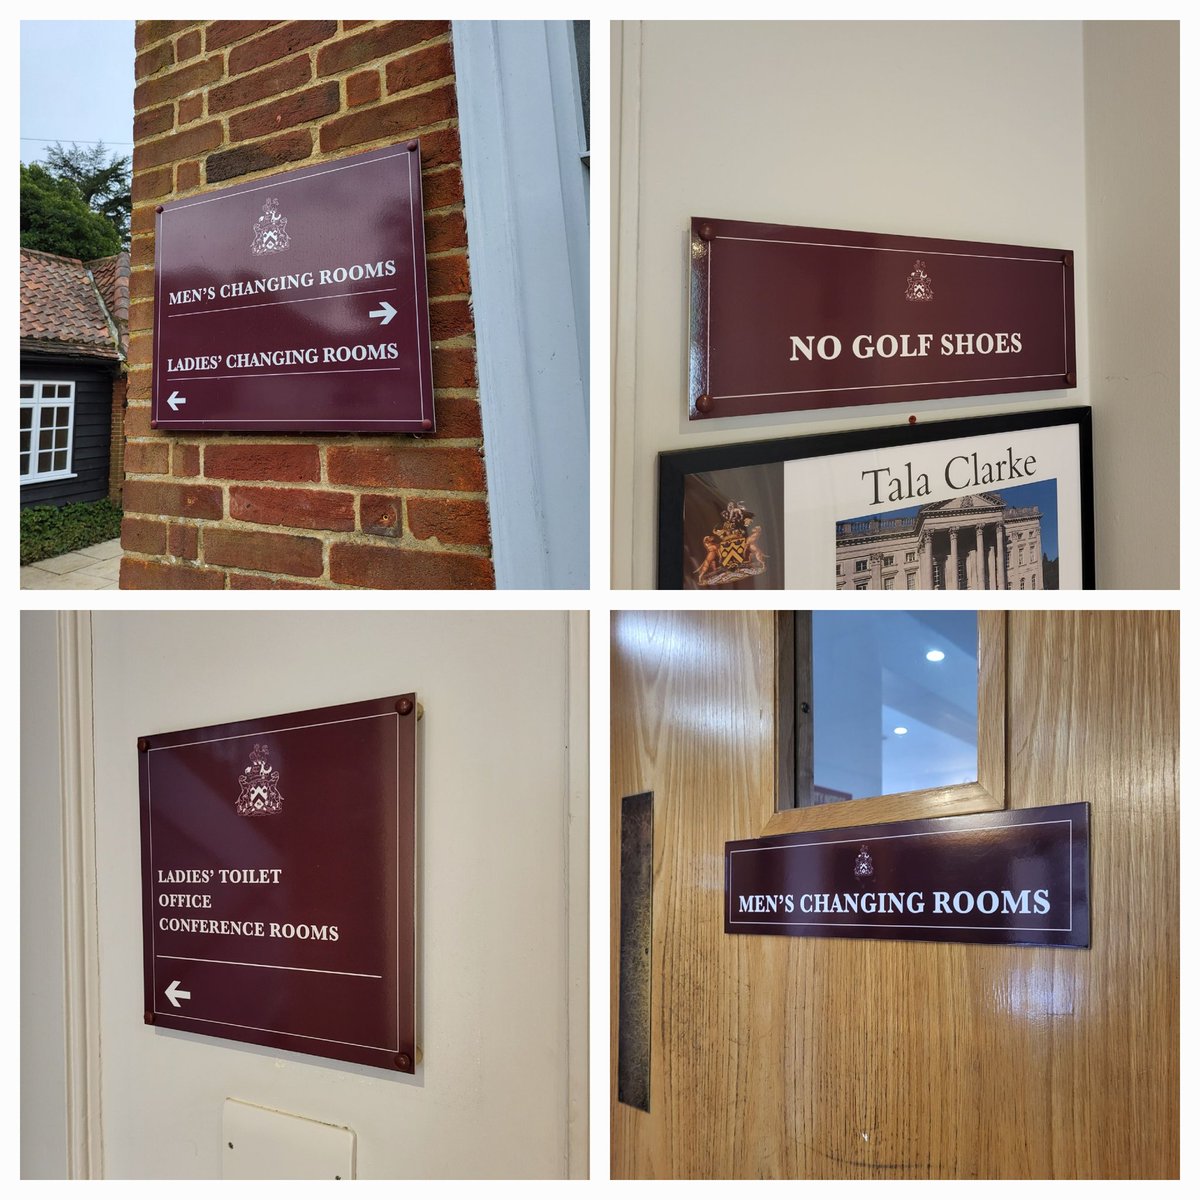 MEN'S CHANGING ROOMS
→
LADIES' CHANGING ROOMS
←
NO GOLF SHOES
Tala Clarke
LADIES' TOILET
OFFICE
CONFERENCE ROOMS
←
MEN'S CHANGING ROOMS